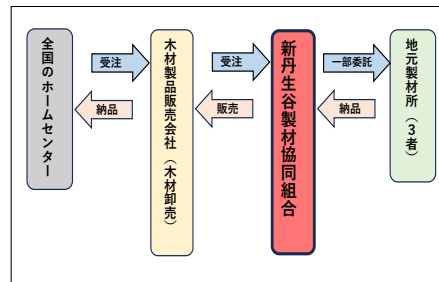 全国のホームセンター
受注
納品
木材製品販売会社（木材卸売）
受注
販売
新丹生谷製材協同組合
一部委託
納品
地元製材所（3者）